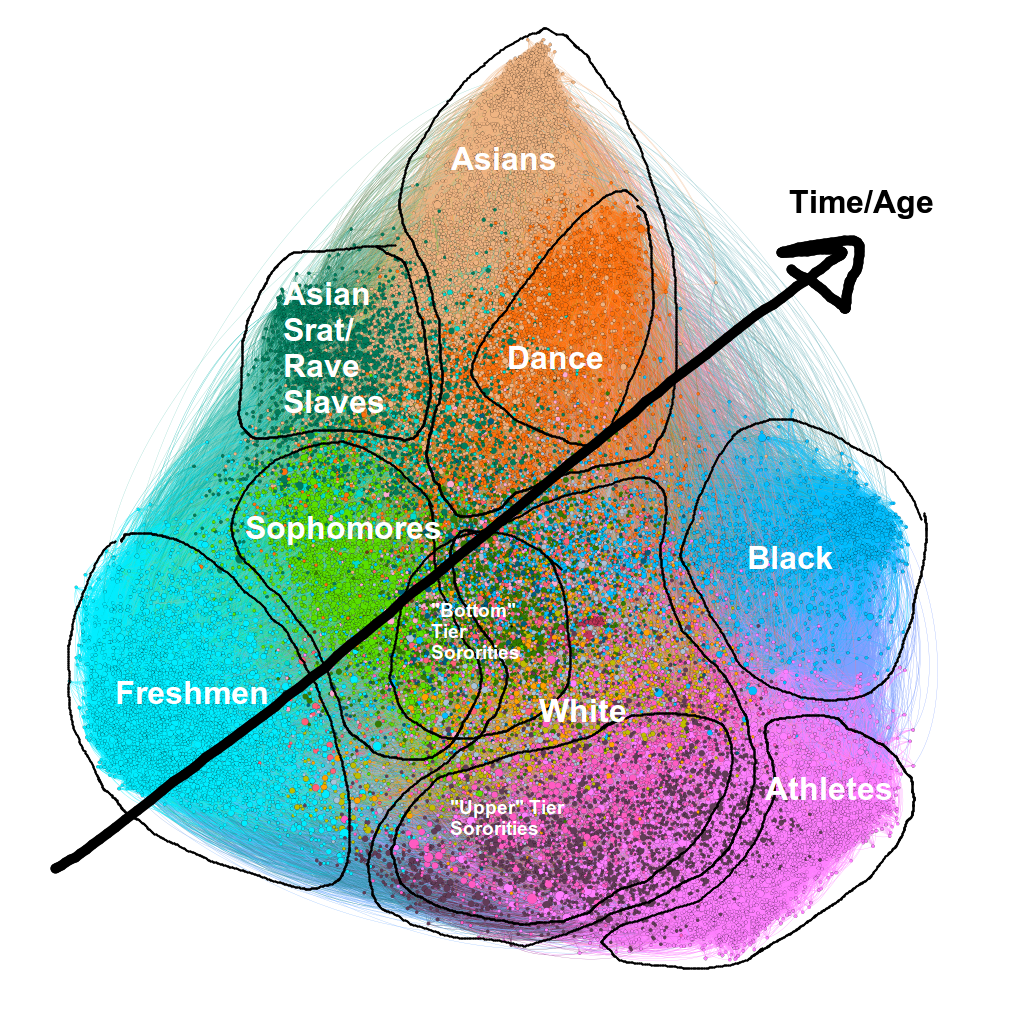 Asians
Time/Age
Asian
Srat/
Rave
Slaves
Dance
Sophomores
Black
"Bottom"
Tier
Sororities
Freshmen
White
Athletes
"Upper" Tier
Sororities